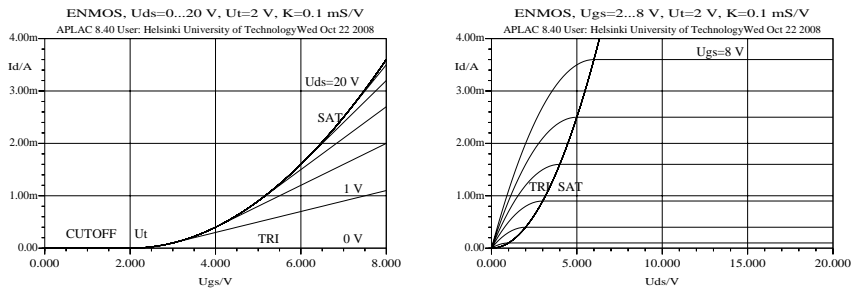 ENMOS, Uds=0...20 V, Ut=2 V, K=0.1 mS/V
APLAC 8.40 User: Helsinki University of TechnologyWed Oct 22 2008
4.00m
Id/A
3.00m
2.00m
1.00m
0.00
Uds=20 V
SAT
1 V
CUTOFF Ut TRI 0 V
0.000 2.000 4.000 6.000 8.000
Ugs/V
ENMOS, Ugs=2...8 V, Ut=2 V, K=0.1 mS/V
APLAC 8.40 User: Helsinki University of TechnologyWed Oct 22 2008
4.00m
Id/A
3.00m
2.00m
1.00m
0.00
Ugs=8 V
TRI SAT
0.000 5.000 10.000 15.000 20.000
Uds/V